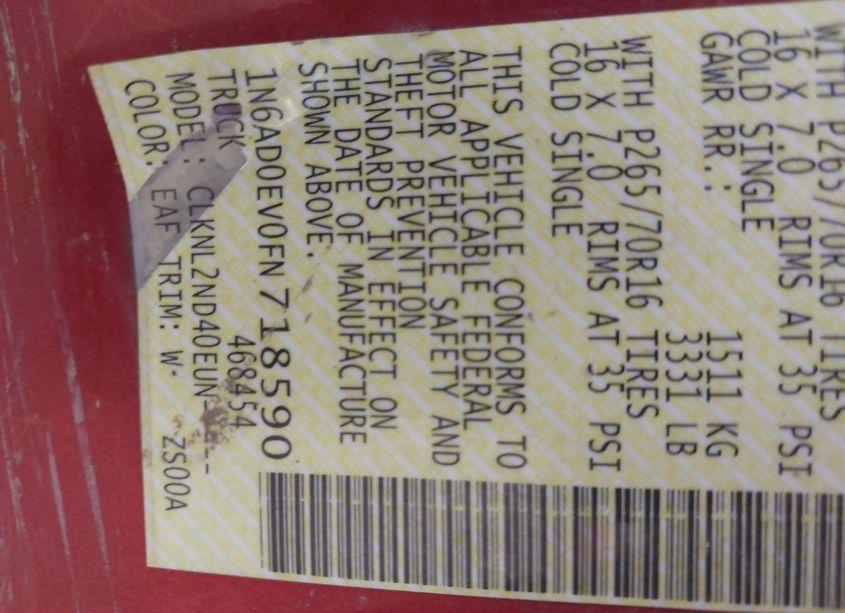 WITH P265/70R16 TIRES
16 X 7.0 RIMS AT 35 PSI
COLD SINGLE
GAWR RR.: 1511 KG
3331 LB
WITH P265/70R16 TIRES
16 X 7.0 RIMS AT 35 PSI
COLD SINGLE
THIS VEHICLE CONFORMS TO
ALL APPLICABLE FEDERAL
MOTOR VEHICLE SAFETY AND
THEFT PREVENTION
STANDARDS IN EFFECT ON
THE DATE OF MANUFACTURE
SHOWN ABOVE.
1N6AD0EV0FN718590
TRUCK 468454
MODEL: CLKNL2ND40EUN----
COLOR: EAF TRIM: ZS00A